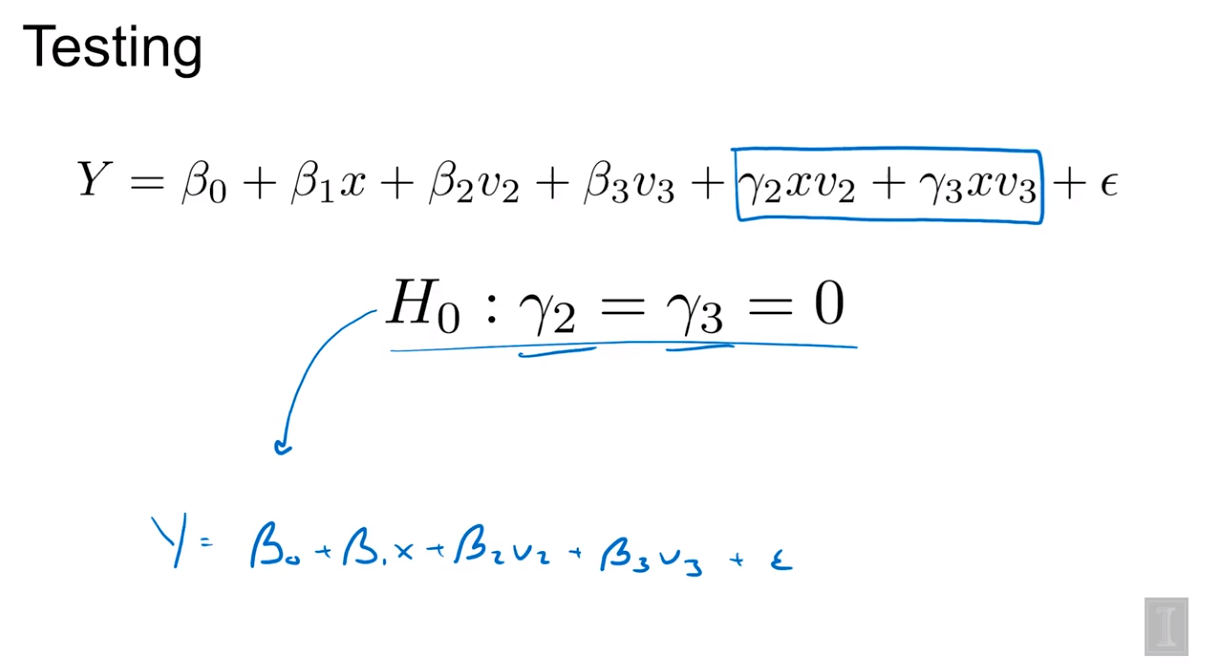 Testing
Y = β₀ + β₁x + β₂v₂ + β₃v₃ + γ₂xv₂ + γ₃xv₃ + ϵ
H₀ : γ₂ = γ₃ = 0
Y = β₀ + β₁x + β₂v₂ + β₃v₃ + ε
I